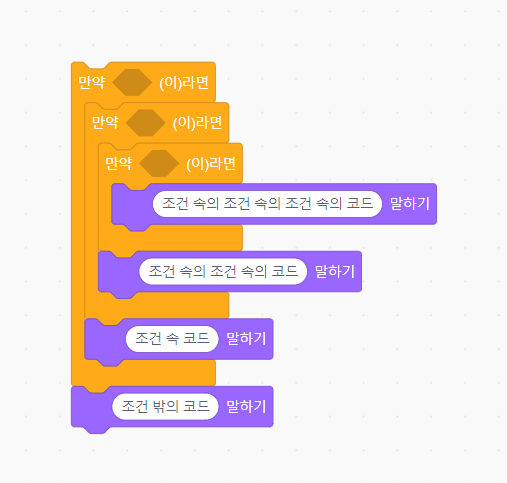 만약 (이)라면
만약 (이)라면
만약 (이)라면
조건 속의 조건 속의 조건 속의 코드 말하기
조건 속의 조건 속의 코드 말하기
조건 속 코드 말하기
조건 밖의 코드 말하기